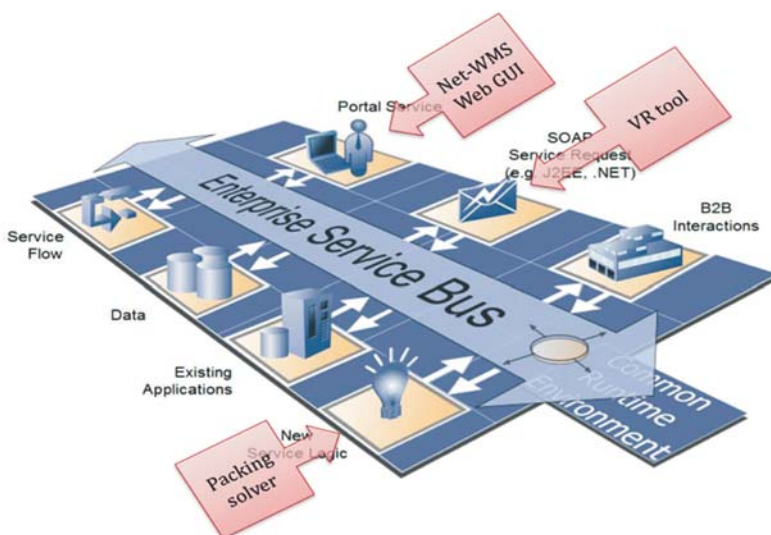 Net-WMS
Web GUI
VR tool
Portal Service
SOAP
Service Request
(e.g. J2EE, .NET)
B2B
Interactions
Enterprise Service Bus
Service
Flow
Data
Existing
Applications
New
Service Logic
Common
Runtime
Environment
Packing
solver